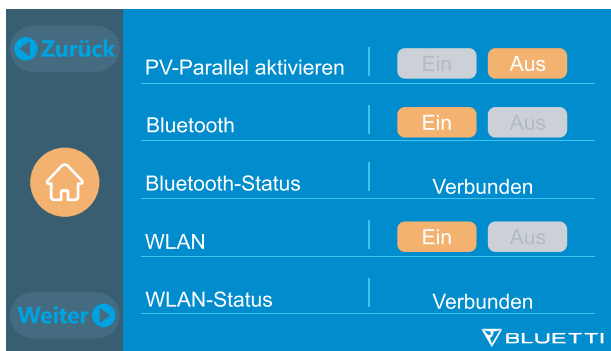 Zurück
PV-Parallel aktivieren Ein Aus
Bluetooth Ein Aus
Bluetooth-Status Verbunden
WLAN Ein Aus
WLAN-Status Verbunden
Weiter
BLUETTI